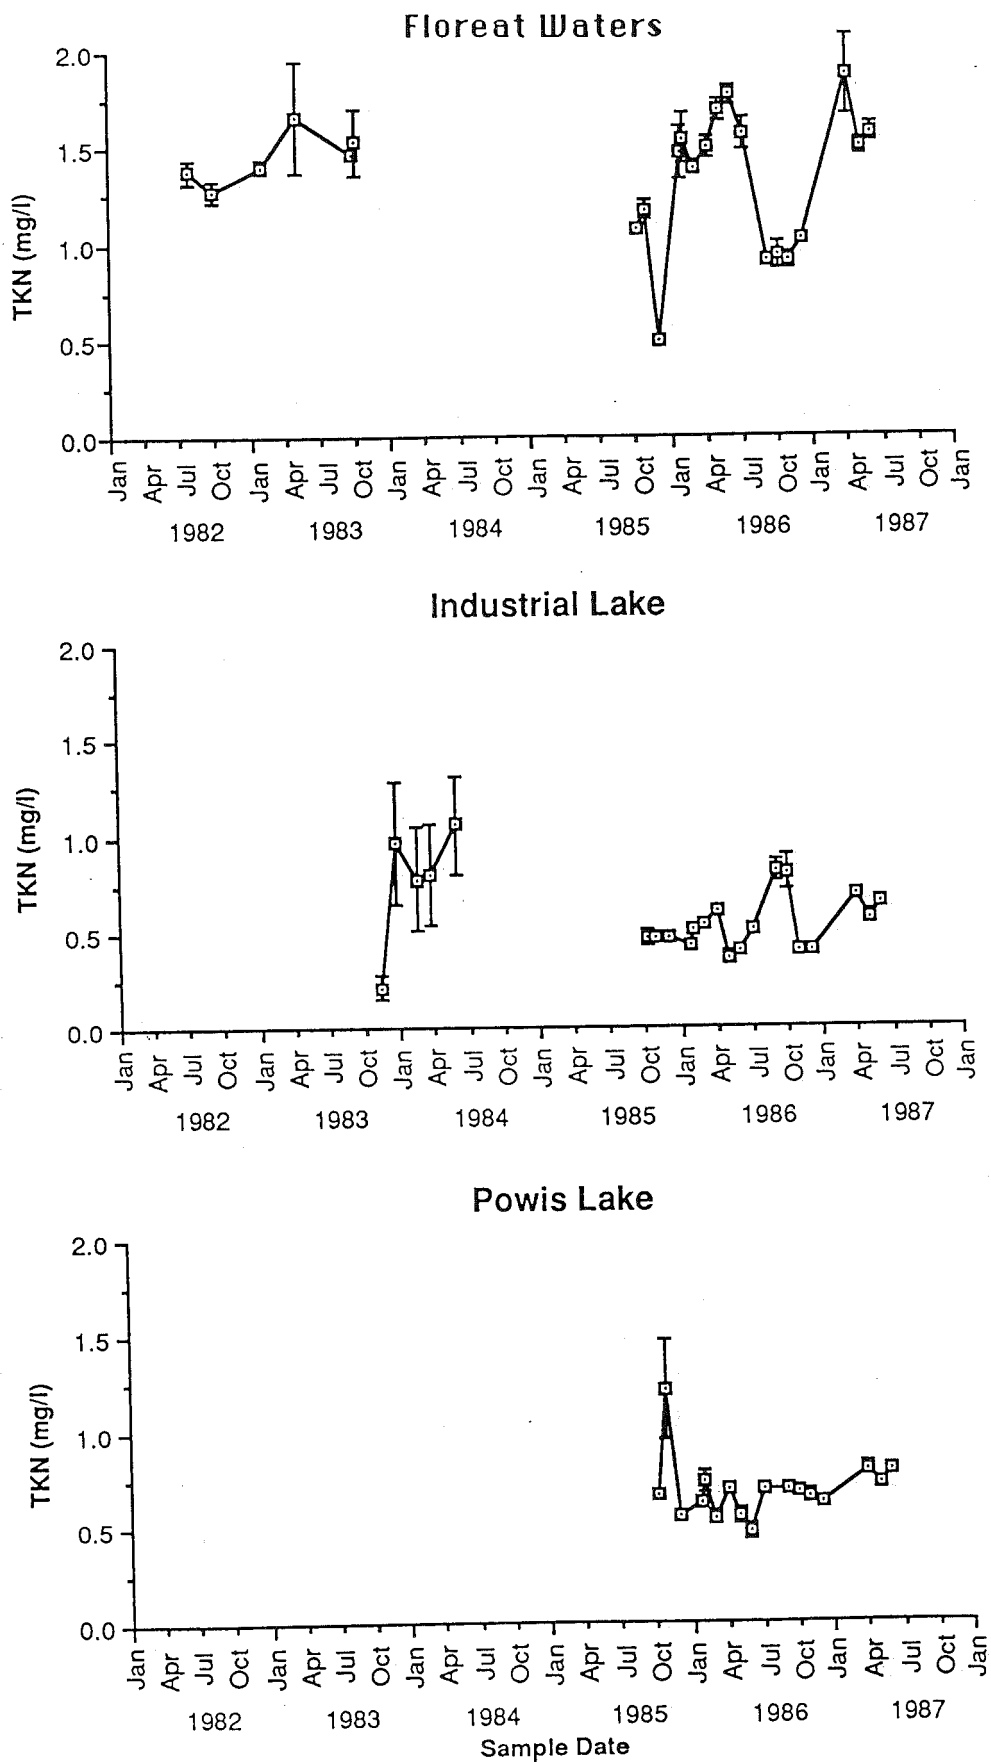 Floreat Waters
2.0
1.5
1.0
0.5
0.0
TKN (mg/l)
Jan Apr Jul Oct Jan Apr Jul Oct Jan Apr Jul Oct Jan Apr Jul Oct Jan Apr Jul Oct Jan Apr Jul Oct Jan
1982 1983 1984 1985 1986 1987
Industrial Lake
2.0
1.5
1.0
0.5
0.0
TKN (mg/l)
Jan Apr Jul Oct Jan Apr Jul Oct Jan Apr Jul Oct Jan Apr Jul Oct Jan Apr Jul Oct Jan Apr Jul Oct Jan
1982 1983 1984 1985 1986 1987
Powis Lake
2.0
1.5
1.0
0.5
0.0
TKN (mg/l)
Jan Apr Jul Oct Jan Apr Jul Oct Jan Apr Jul Oct Jan Apr Jul Oct Jan Apr Jul Oct Jan Apr Jul Oct Jan
1982 1983 1984 1985 1986 1987
Sample Date